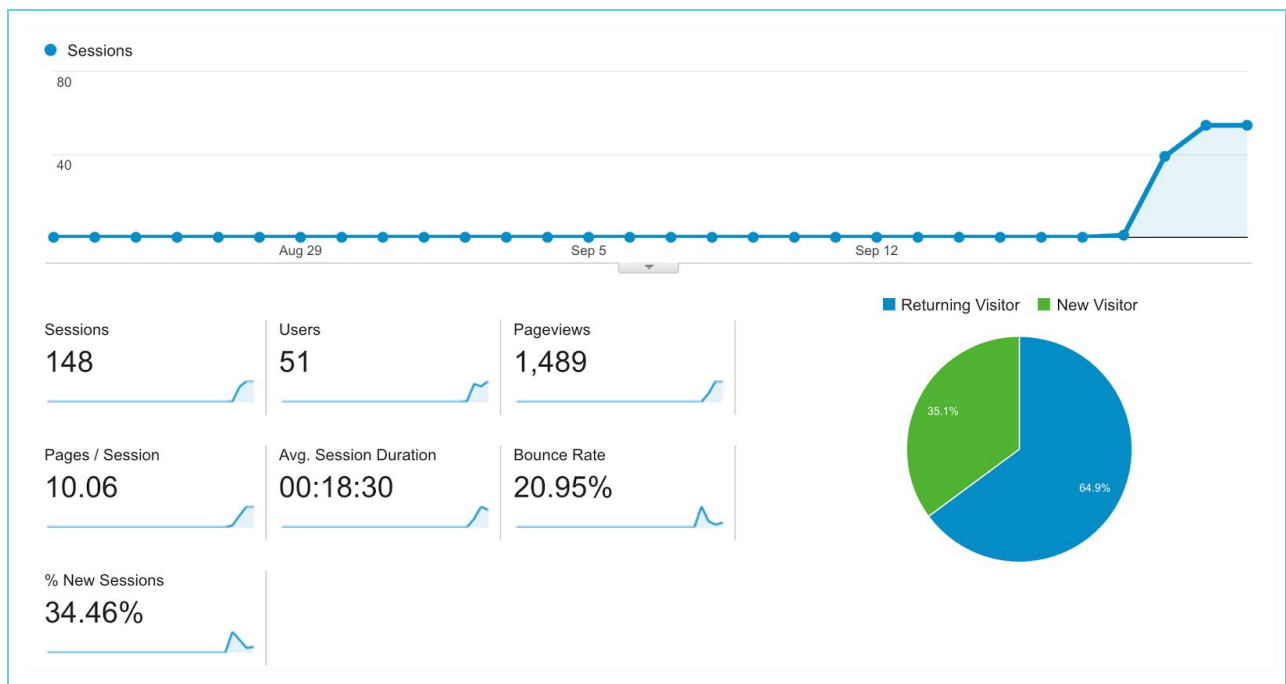 Sessions
80
40
Aug 29 Sep 5 Sep 12
Returning Visitor New Visitor
Sessions Users Pageviews
148 51 1,489
35.1%
64.9%
Pages / Session Avg. Session Duration Bounce Rate
10.06 00:18:30 20.95%
% New Sessions
34.46%